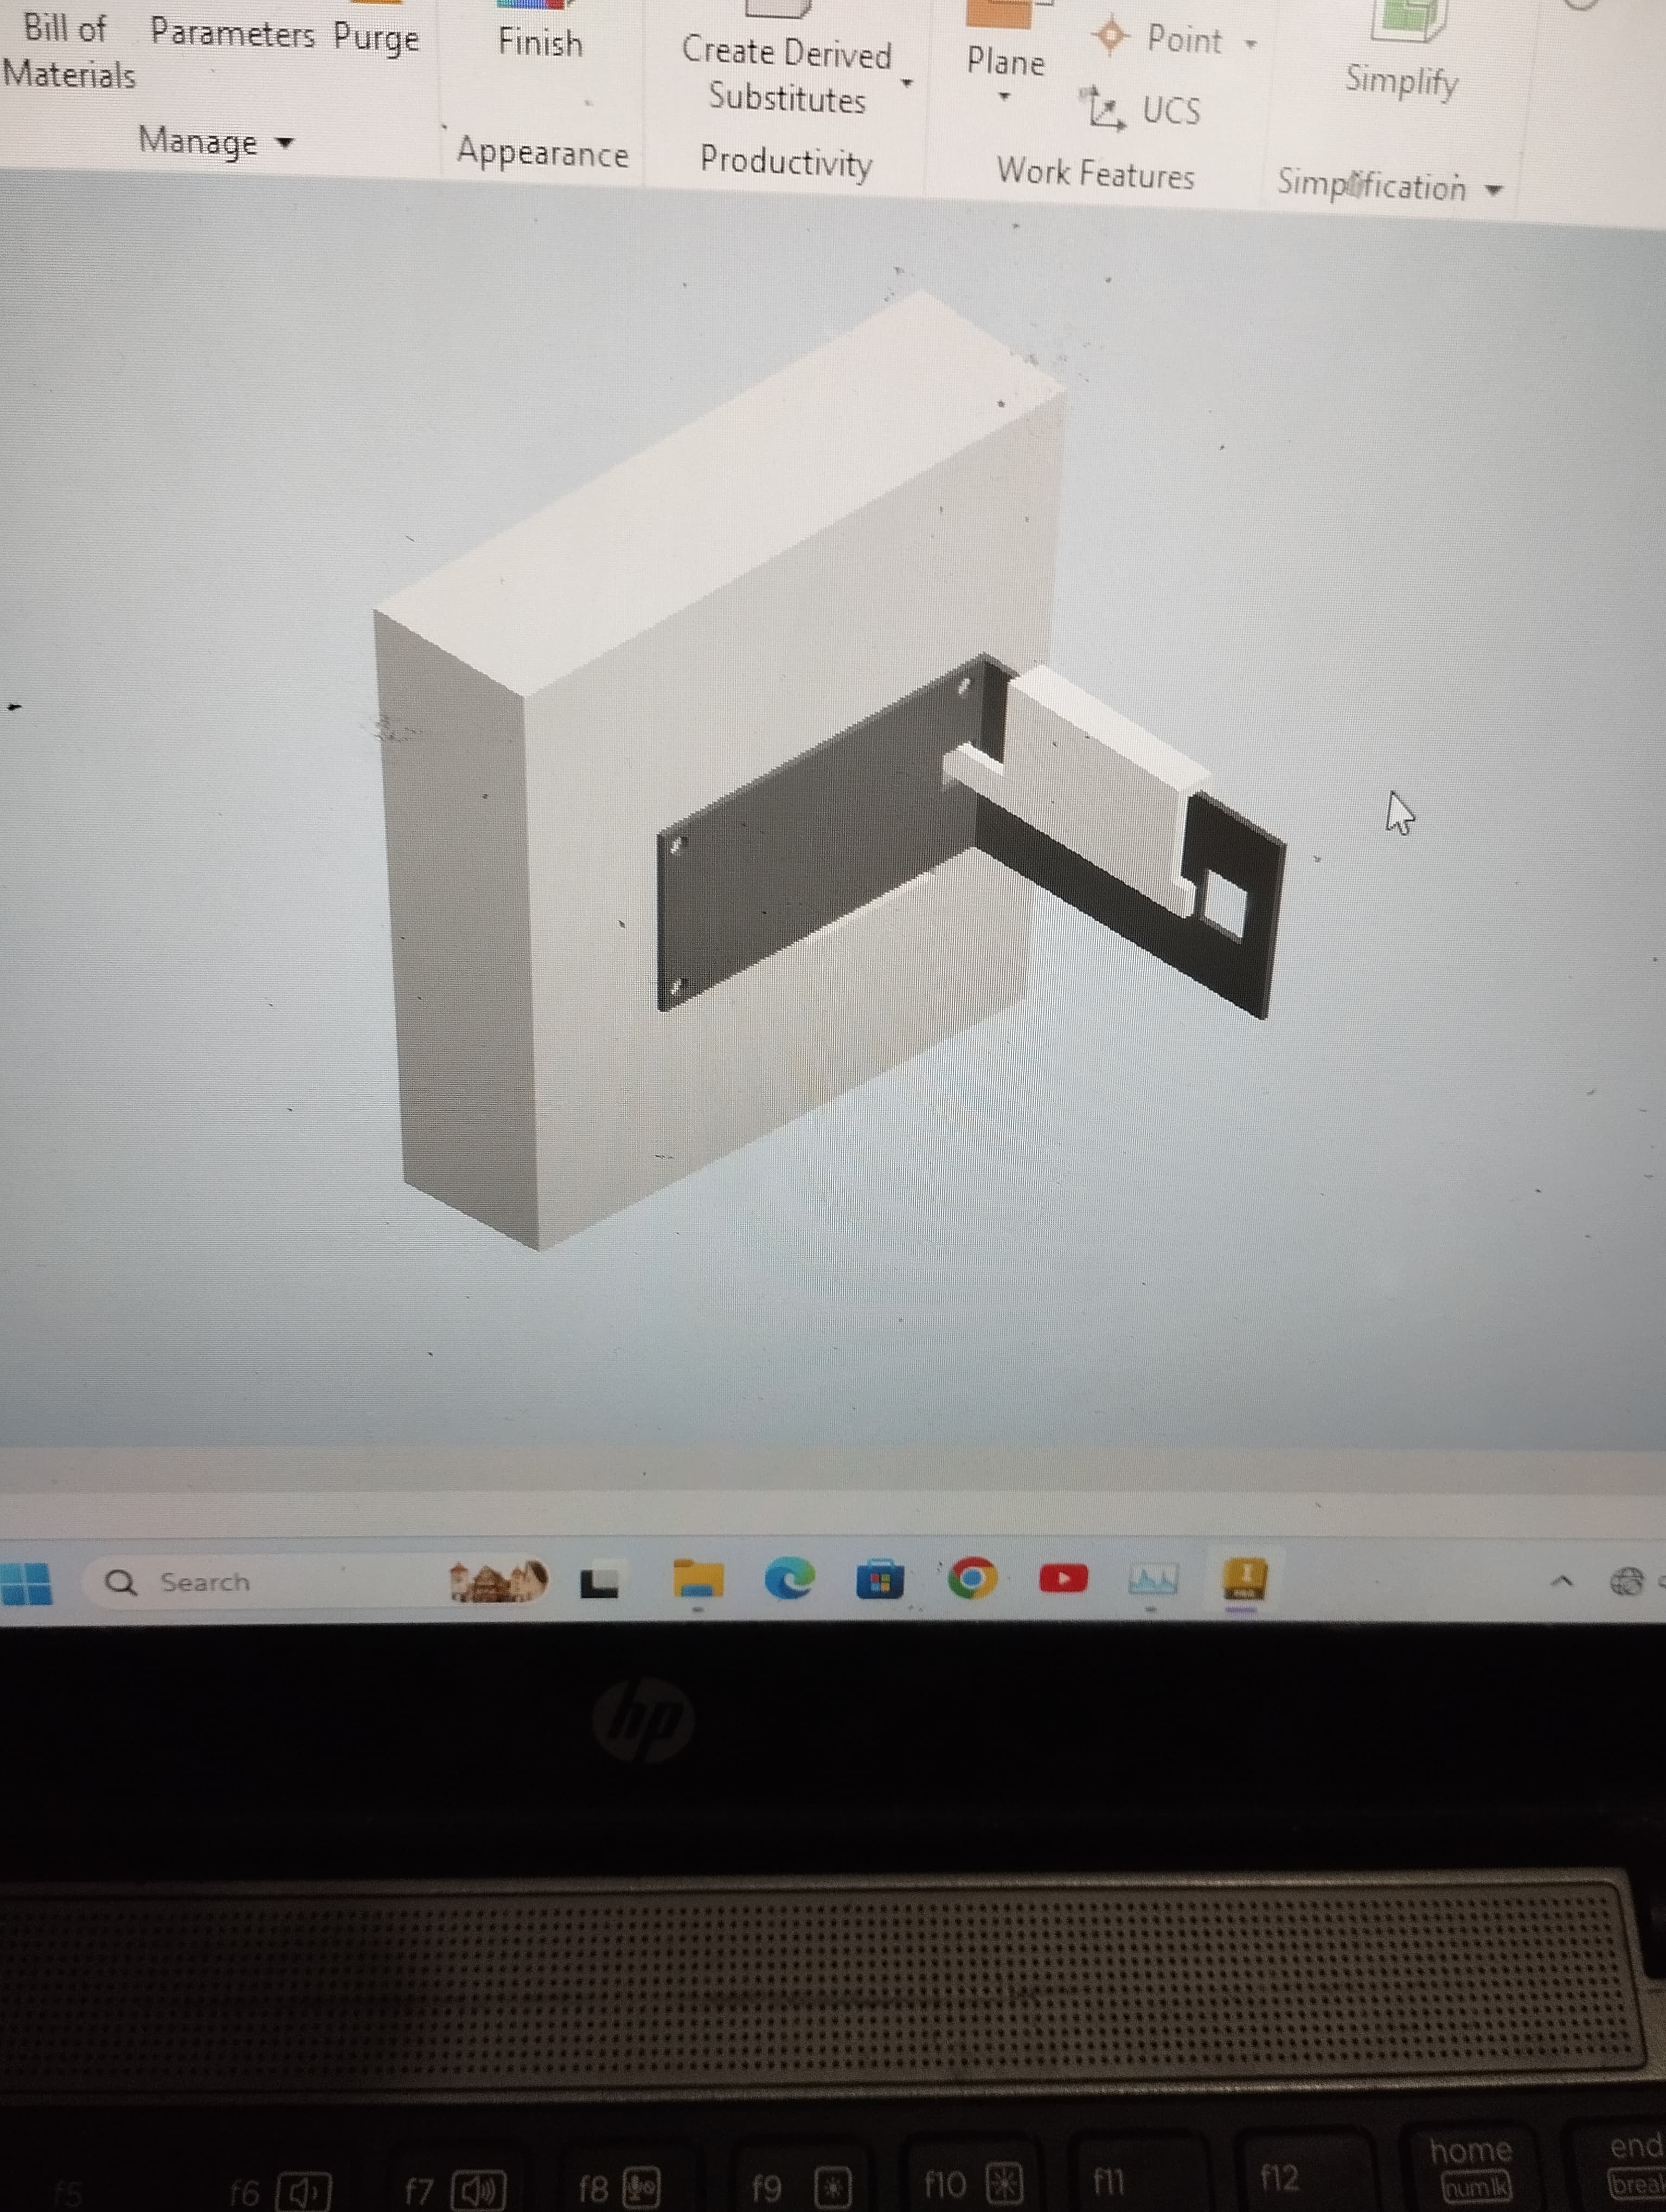 Bill of
Materials
Parameters
Purge
Manage
Finish
Appearance
Create Derived
Substitutes
Productivity
Plane
Point
UCS
Work Features
Simplify
Simplification
Search
I
PRO
hp
f5
f6
f7
f8
f9
f10
f11
f12
home
num lk
end
break